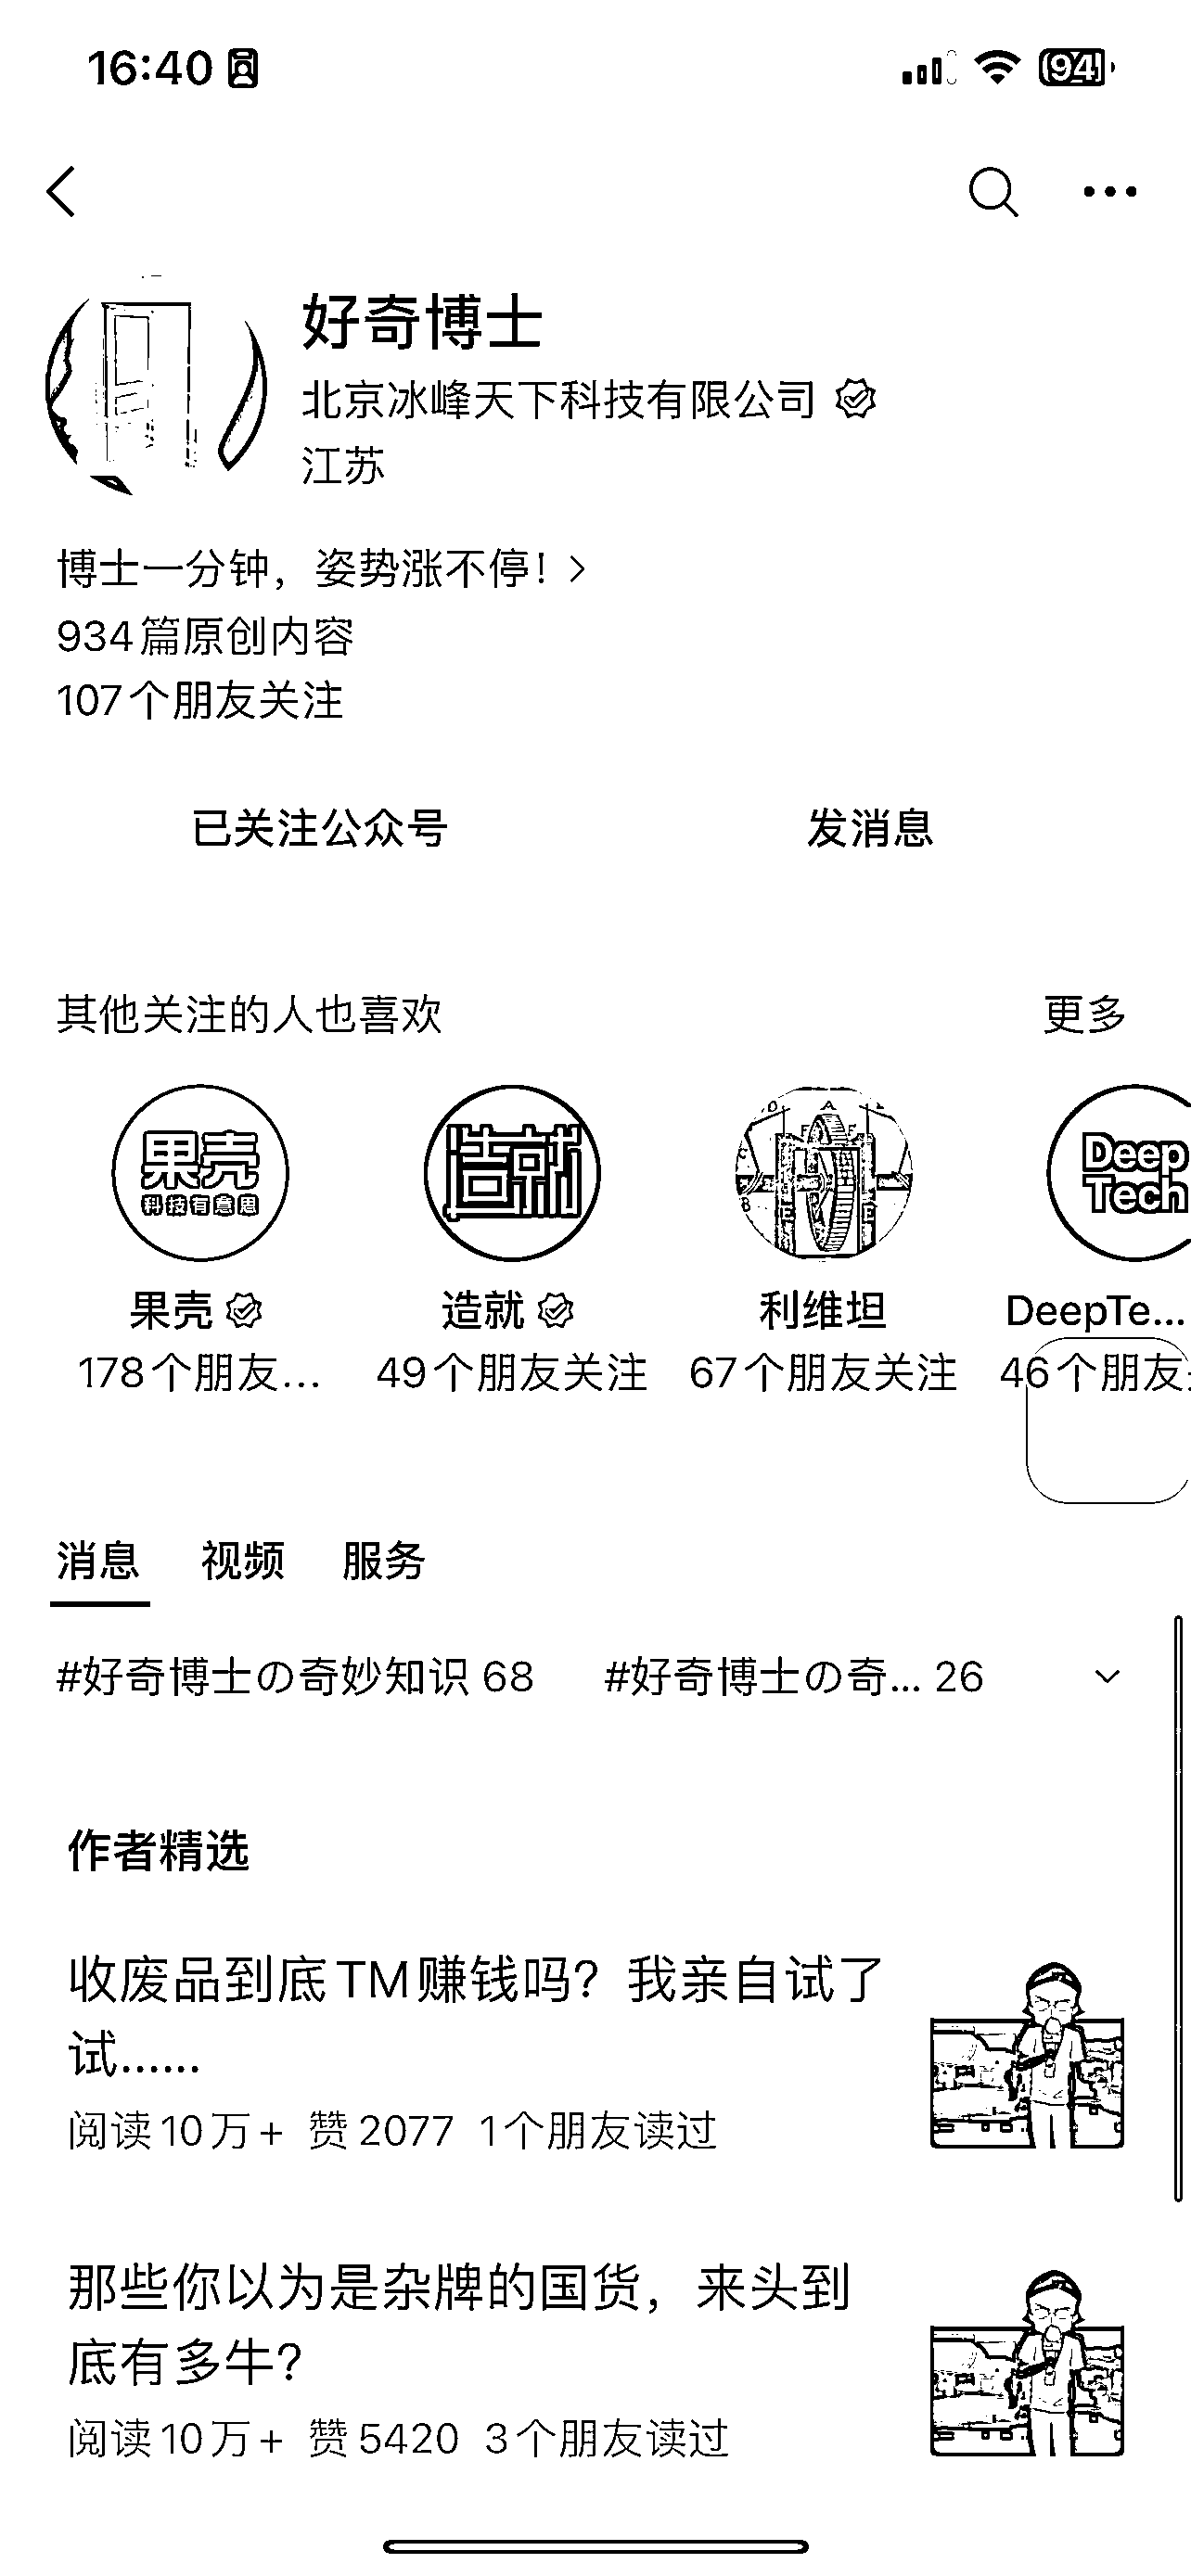 16:40
94
好奇博士
北京冰峰天下科技有限公司
江苏
博士一分钟，姿势涨不停！
934篇原创内容
107个朋友关注
已关注公众号 发消息
其他关注的人也喜欢 更多
果壳 科技有意思 造就 D A C B F F E E Deep Tech
果壳 造就 利维坦 DeepTe...
178个朋友... 49个朋友关注 67个朋友关注 46个朋友
消息 视频 服务
#好奇博士の奇妙知识 68 #好奇博士の奇... 26
作者精选
收废品到底TM赚钱吗？我亲自试了
试......
阅读10万+ 赞2077 1个朋友读过
那些你以为是杂牌的国货，来头到
底有多牛？
阅读10万+ 赞5420 3个朋友读过